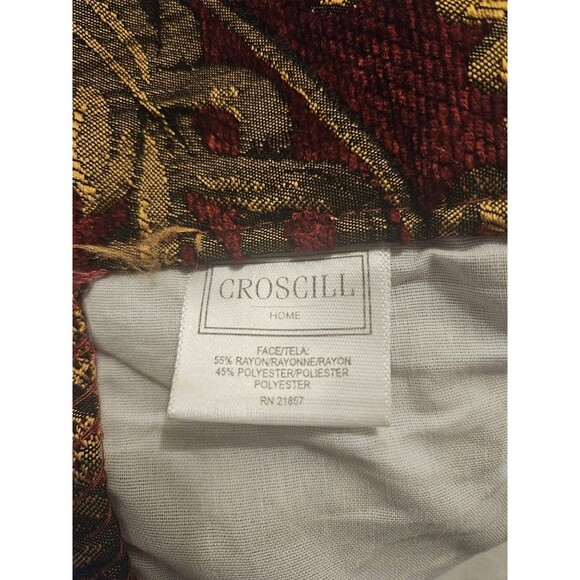 CROSCILL
HOME
FACE/TELA:
55% RAYON/RAYONNE/RAYON
45% POLYESTER/POLIESTER
POLYESTER
RN 21857